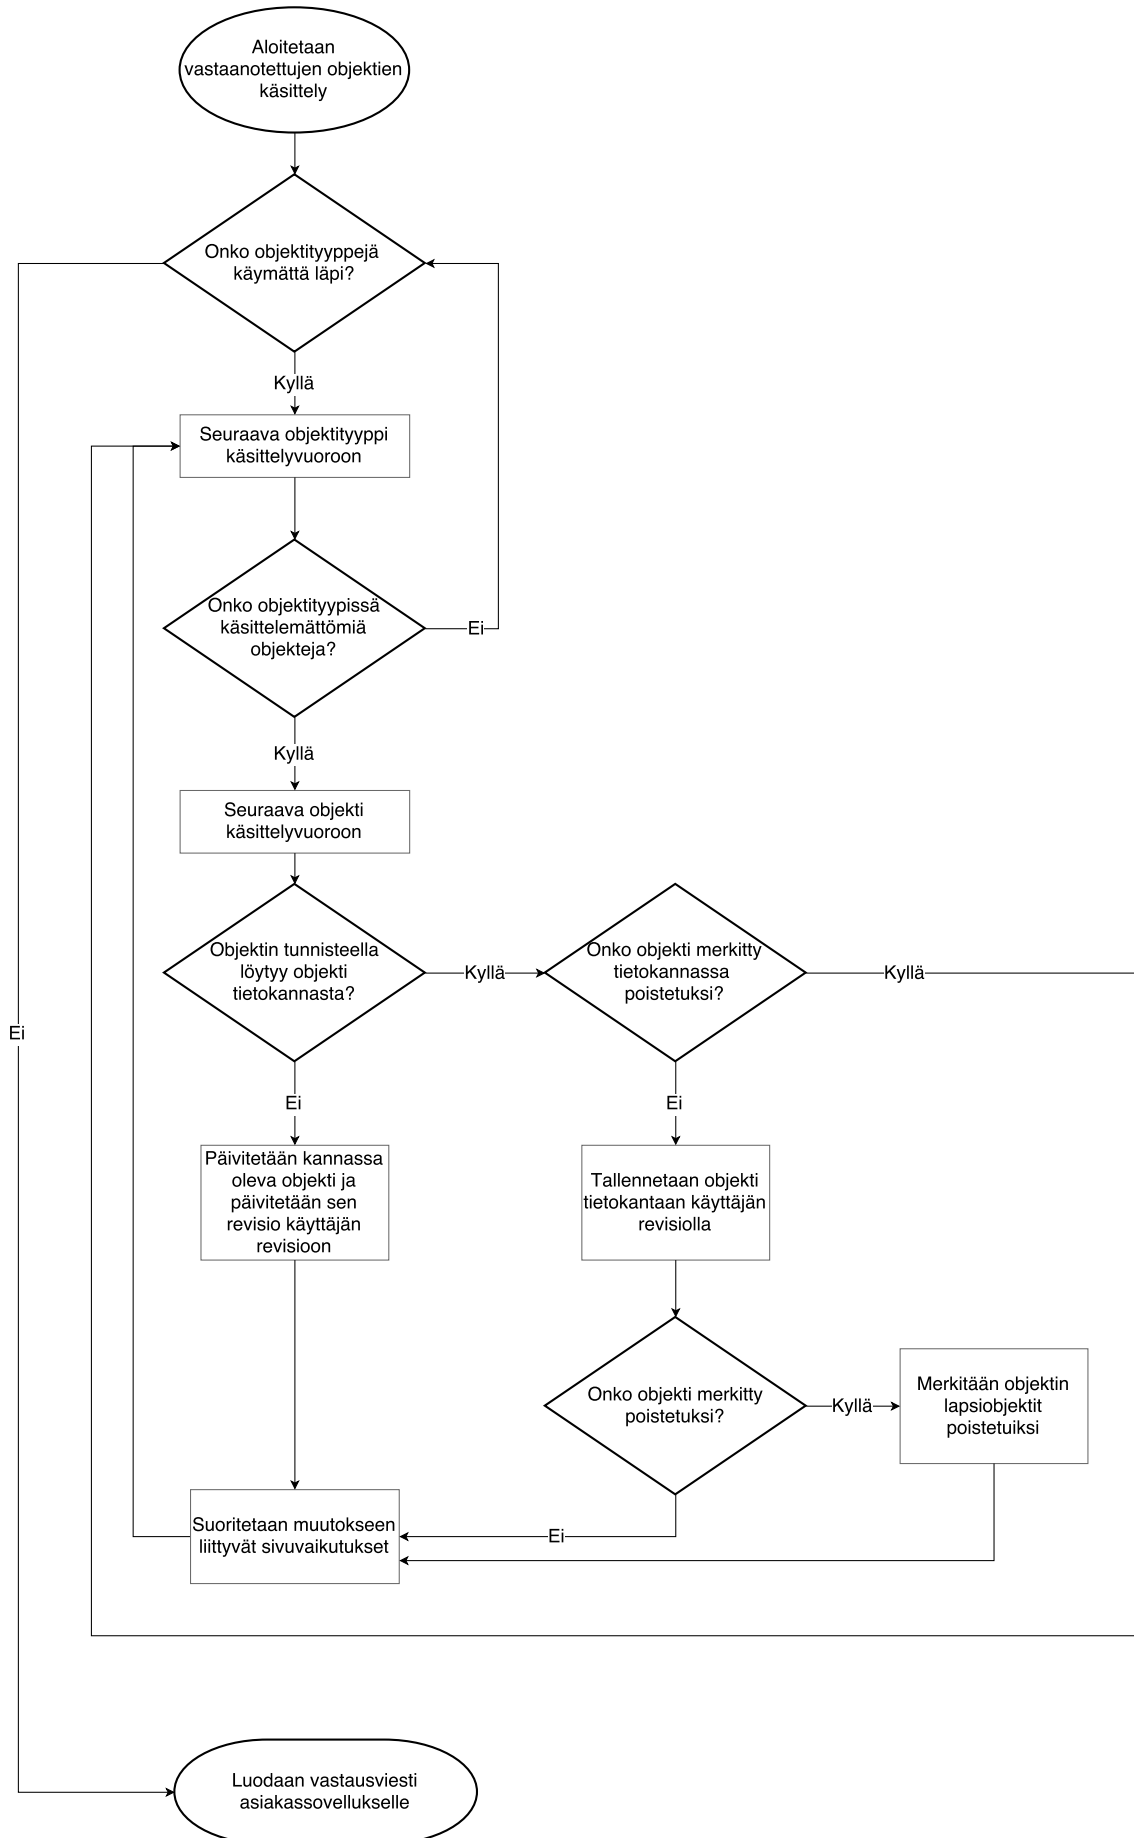 Aloitetaan
vastaanotettujen objektien
käsittely
Onko objektityyppejä
käymättä läpi?
Kyllä
Seuraava objektityyppi
käsittelyvuoroon
Onko objektityypissä
käsittelemättömiä
objekteja?
Ei
Kyllä
Seuraava objekti
käsittelyvuoroon
Objektin tunnisteella
löytyy objekti
tietokannasta?
Kyllä
Onko objekti merkitty
tietokannassa
poistetuksi?
Kyllä
Ei
Ei
Ei
Päivitetään kannassa
oleva objekti ja
päivitetään sen
revisio käyttäjän
revisioon
Tallennetaan objekti
tietokantaan käyttäjän
revisiolla
Onko objekti merkitty
poistetuksi?
Kyllä
Merkitään objektin
lapsiobjektit
poistetuiksi
Suoritetaan muutokseen
liittyvät sivuvaikutukset
Ei
Luodaan vastausviesti
asiakassovellukselle